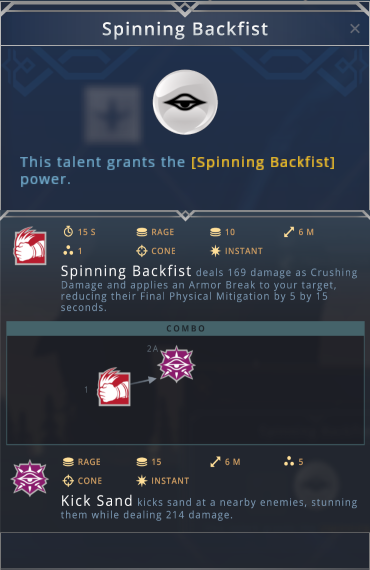 Spinning Backfist
This talent grants the [Spinning Backfist]
power.
15 S RAGE 10 6 M
1 CONE INSTANT
Spinning Backfist deals 169 damage as Crushing
Damage and applies an Armor Break to your target,
reducing their Final Physical Mitigation by 5 by 15
seconds.
COMBO
2A
1
RAGE 15 6 M 5
CONE INSTANT
Kick Sand kicks sand at a nearby enemies, stunning
them while dealing 214 damage.